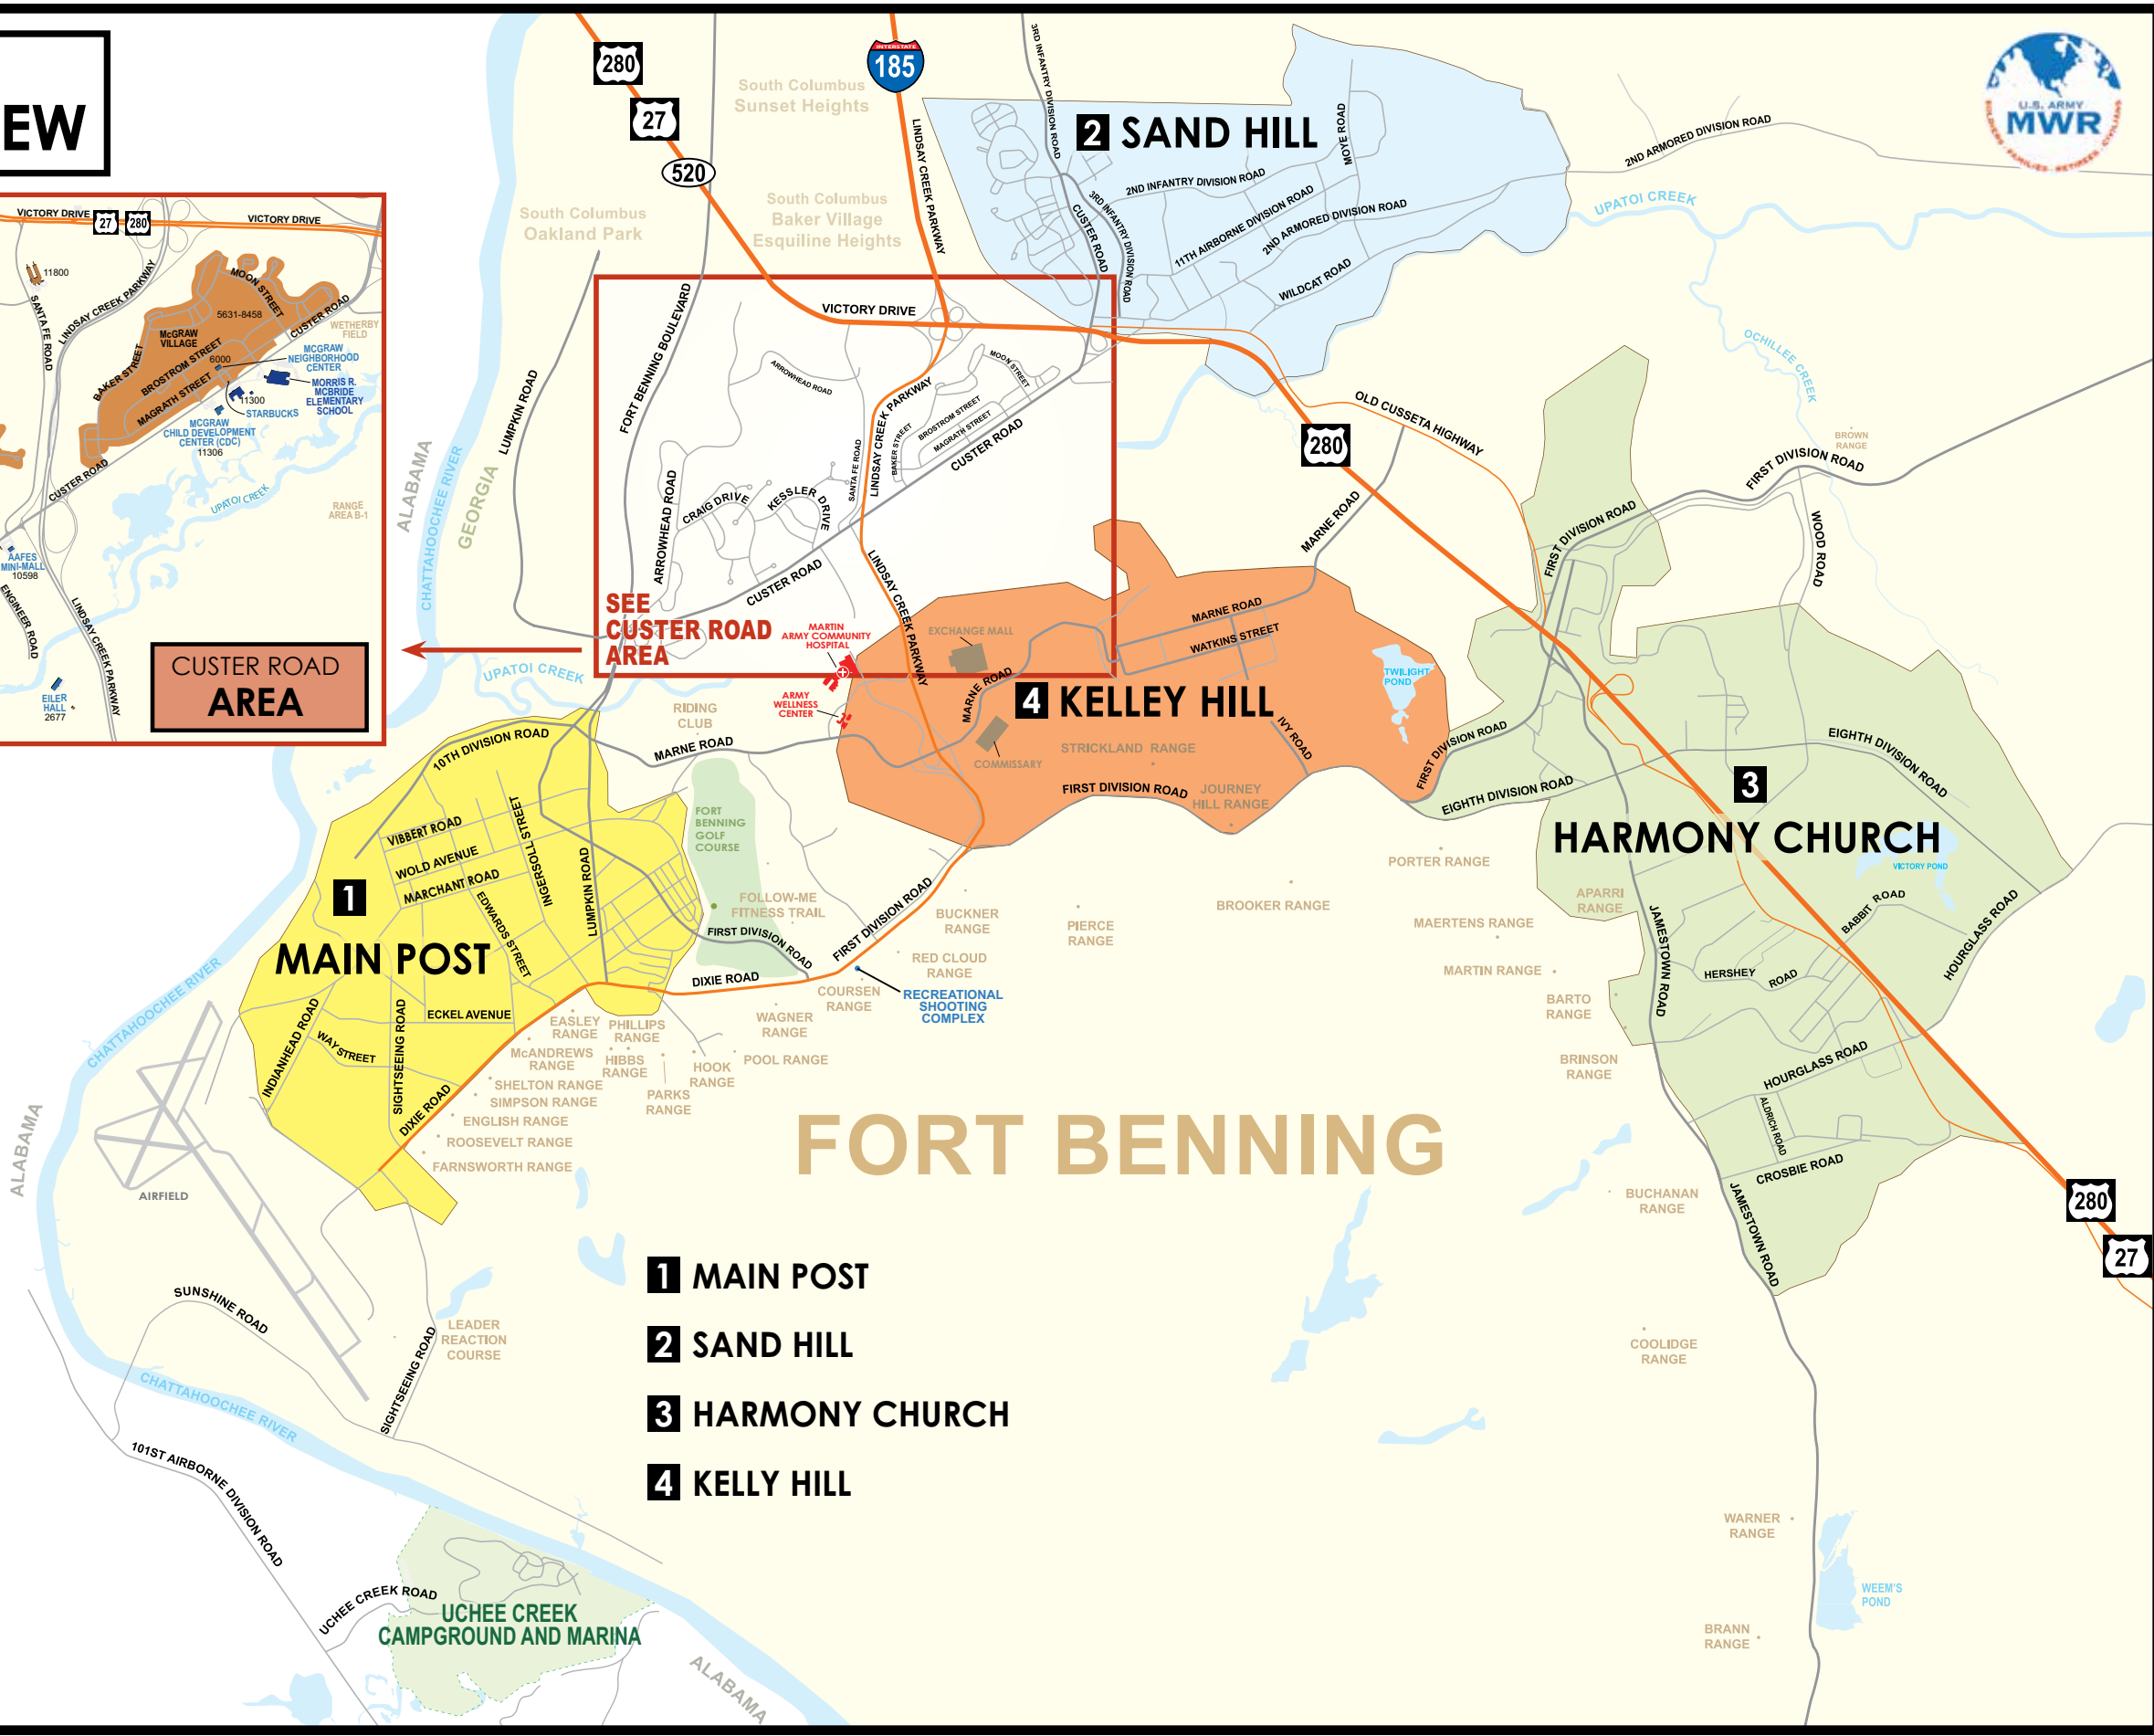 EW
VICTORY DRIVE
27
280
VICTORY DRIVE
11800
SANTA FE ROAD
LINDSAY CREEK PARKWAY
MOON STREET
5631-8458
CUSTER ROAD
WETHERBY
FIELD
McGRAW
VILLAGE
BAKER STREET
BROSTROM STREET
6000
MAGRATH STREET
MCGRAW
NEIGHBORHOOD
CENTER
MORRIS R.
MCBRIDE
ELEMENTARY
SCHOOL
11300
STARBUCKS
MCGRAW
CHILD DEVELOPMENT
CENTER (CDC)
11306
CUSTER ROAD
UPATOI CREEK
RANGE
AREA B-1
AAFES
MINI-MALL
10598
ENGINEER ROAD
LINDSAY CREEK PARKWAY
EILER
HALL
2677
CUSTER ROAD
AREA
280
27
520
INTERSTATE
185
South Columbus
Sunset Heights
South Columbus
Oakland Park
South Columbus
Baker Village
Esquiline Heights
LINDSAY CREEK PARKWAY
3RD INFANTRY DIVISION ROAD
2 SAND HILL
MOYE ROAD
2ND INFANTRY DIVISION ROAD
3RD INFANTRY DIVISION ROAD
CUSTER ROAD
11TH AIRBORNE DIVISION ROAD
2ND ARMORED DIVISION ROAD
WILDCAT ROAD
2ND ARMORED DIVISION ROAD
UPATOI CREEK
U.S. ARMY
MWR
SOLDIERS · FAMILIES · RETIREES · CIVILIANS
OCHILLEE CREEK
BROWN
RANGE
ALABAMA
CHATTAHOOCHEE RIVER
GEORGIA
LUMPKIN ROAD
FORT BENNING BOULEVARD
VICTORY DRIVE
ARROWHEAD ROAD
MOON STREET
LINDSAY CREEK PARKWAY
BAKER STREET
BROSTROM STREET
MAGRATH STREET
CUSTER ROAD
SANTA FE ROAD
ARROWHEAD ROAD
CRAIG DRIVE
KESSLER DRIVE
CUSTER ROAD
LINDSAY CREEK PARKWAY
SEE
CUSTER ROAD
AREA
MARTIN
ARMY COMMUNITY
HOSPITAL
ARMY
WELLNESS
CENTER
UPATOI CREEK
OLD CUSSETA HIGHWAY
280
MARNE ROAD
FIRST DIVISION ROAD
FIRST DIVISION ROAD
WOOD ROAD
EXCHANGE MALL
MARNE ROAD
WATKINS STREET
TWILIGHT
POND
MARNE ROAD
4 KELLEY HILL
IVY ROAD
STRICKLAND RANGE
COMMISSARY
FIRST DIVISION ROAD
JOURNEY
HILL RANGE
FIRST DIVISION ROAD
EIGHTH DIVISION ROAD
EIGHTH DIVISION ROAD
3
HARMONY CHURCH
VICTORY POND
RIDING
CLUB
MARNE ROAD
10TH DIVISION ROAD
VIBBERT ROAD
WOLD AVENUE
MARCHANT ROAD
INGERSOLL STREET
EDWARDS STREET
LUMPKIN ROAD
1
MAIN POST
FORT
BENNING
GOLF
COURSE
FOLLOW-ME
FITNESS TRAIL
FIRST DIVISION ROAD
FIRST DIVISION ROAD
DIXIE ROAD
BUCKNER
RANGE
PIERCE
RANGE
BROOKER RANGE
PORTER RANGE
MAERTENS RANGE
MARTIN RANGE
APARRI
RANGE
BARTO
RANGE
BRINSON
RANGE
RED CLOUD
RANGE
COURSEN
RANGE
RECREATIONAL
SHOOTING
COMPLEX
WAGNER
RANGE
JAMESTOWN ROAD
HERSHEY ROAD
BABBIT ROAD
HOURGLASS ROAD
HOURGLASS ROAD
ALDRICH ROAD
CROSBIE ROAD
JAMESTOWN ROAD
CHATTAHOOCHEE RIVER
INDIANHEAD ROAD
WAY STREET
SIGHTSEEING ROAD
ECKEL AVENUE
DIXIE ROAD
EASLEY
RANGE
PHILLIPS
RANGE
McANDREWS
RANGE
HIBBS
RANGE
HOOK
RANGE
POOL RANGE
SHELTON RANGE
SIMPSON RANGE
PARKS
RANGE
ENGLISH RANGE
ROOSEVELT RANGE
FARNSWORTH RANGE
FORT BENNING
ALABAMA
AIRFIELD
BUCHANAN
RANGE
280
27
1 MAIN POST
2 SAND HILL
3 HARMONY CHURCH
4 KELLY HILL
SUNSHINE ROAD
LEADER
REACTION
COURSE
SIGHTSEEING ROAD
CHATTAHOOCHEE RIVER
101ST AIRBORNE DIVISION ROAD
COOLIDGE
RANGE
WARNER
RANGE
WEEM'S
POND
BRANN
RANGE
UCHEE CREEK ROAD
UCHEE CREEK
CAMPGROUND AND MARINA
ALABAMA